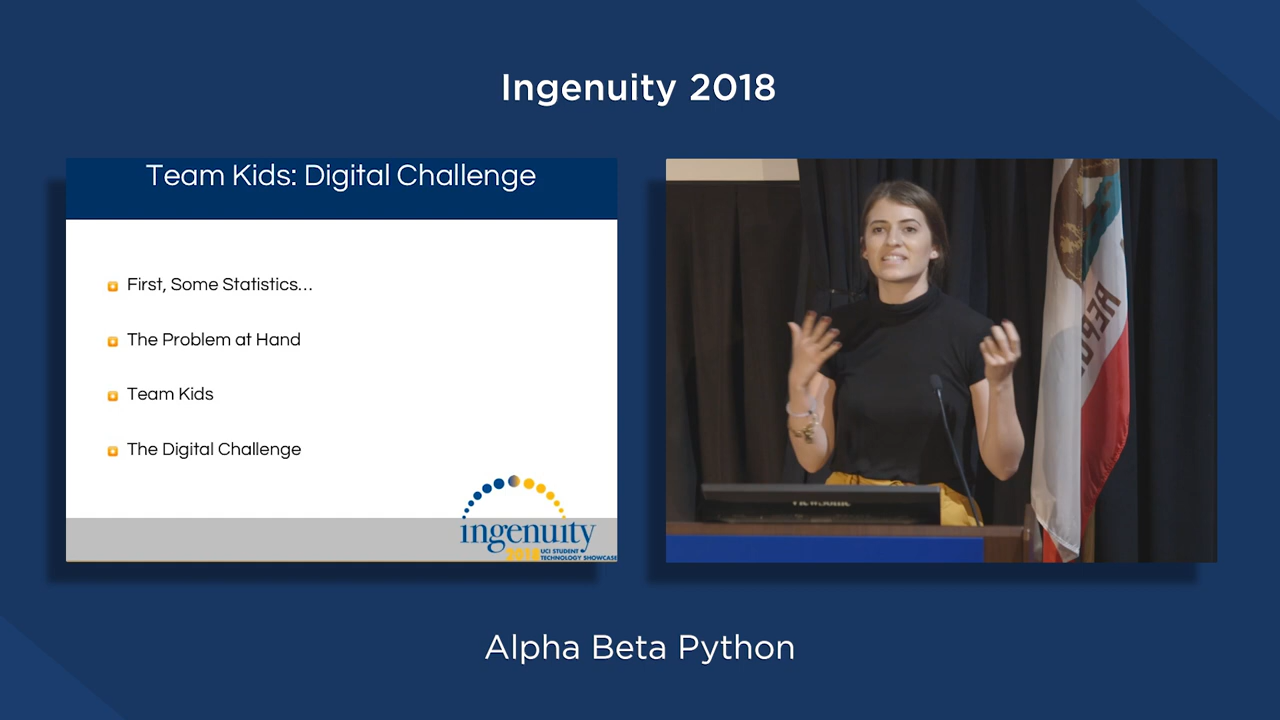 Ingenuity 2018
Team Kids: Digital Challenge
First, Some Statistics...
The Problem at Hand
Team Kids
The Digital Challenge
ingenuity
2018 UCI STUDENT
TECHNOLOGY SHOWCASE
Alpha Beta Python